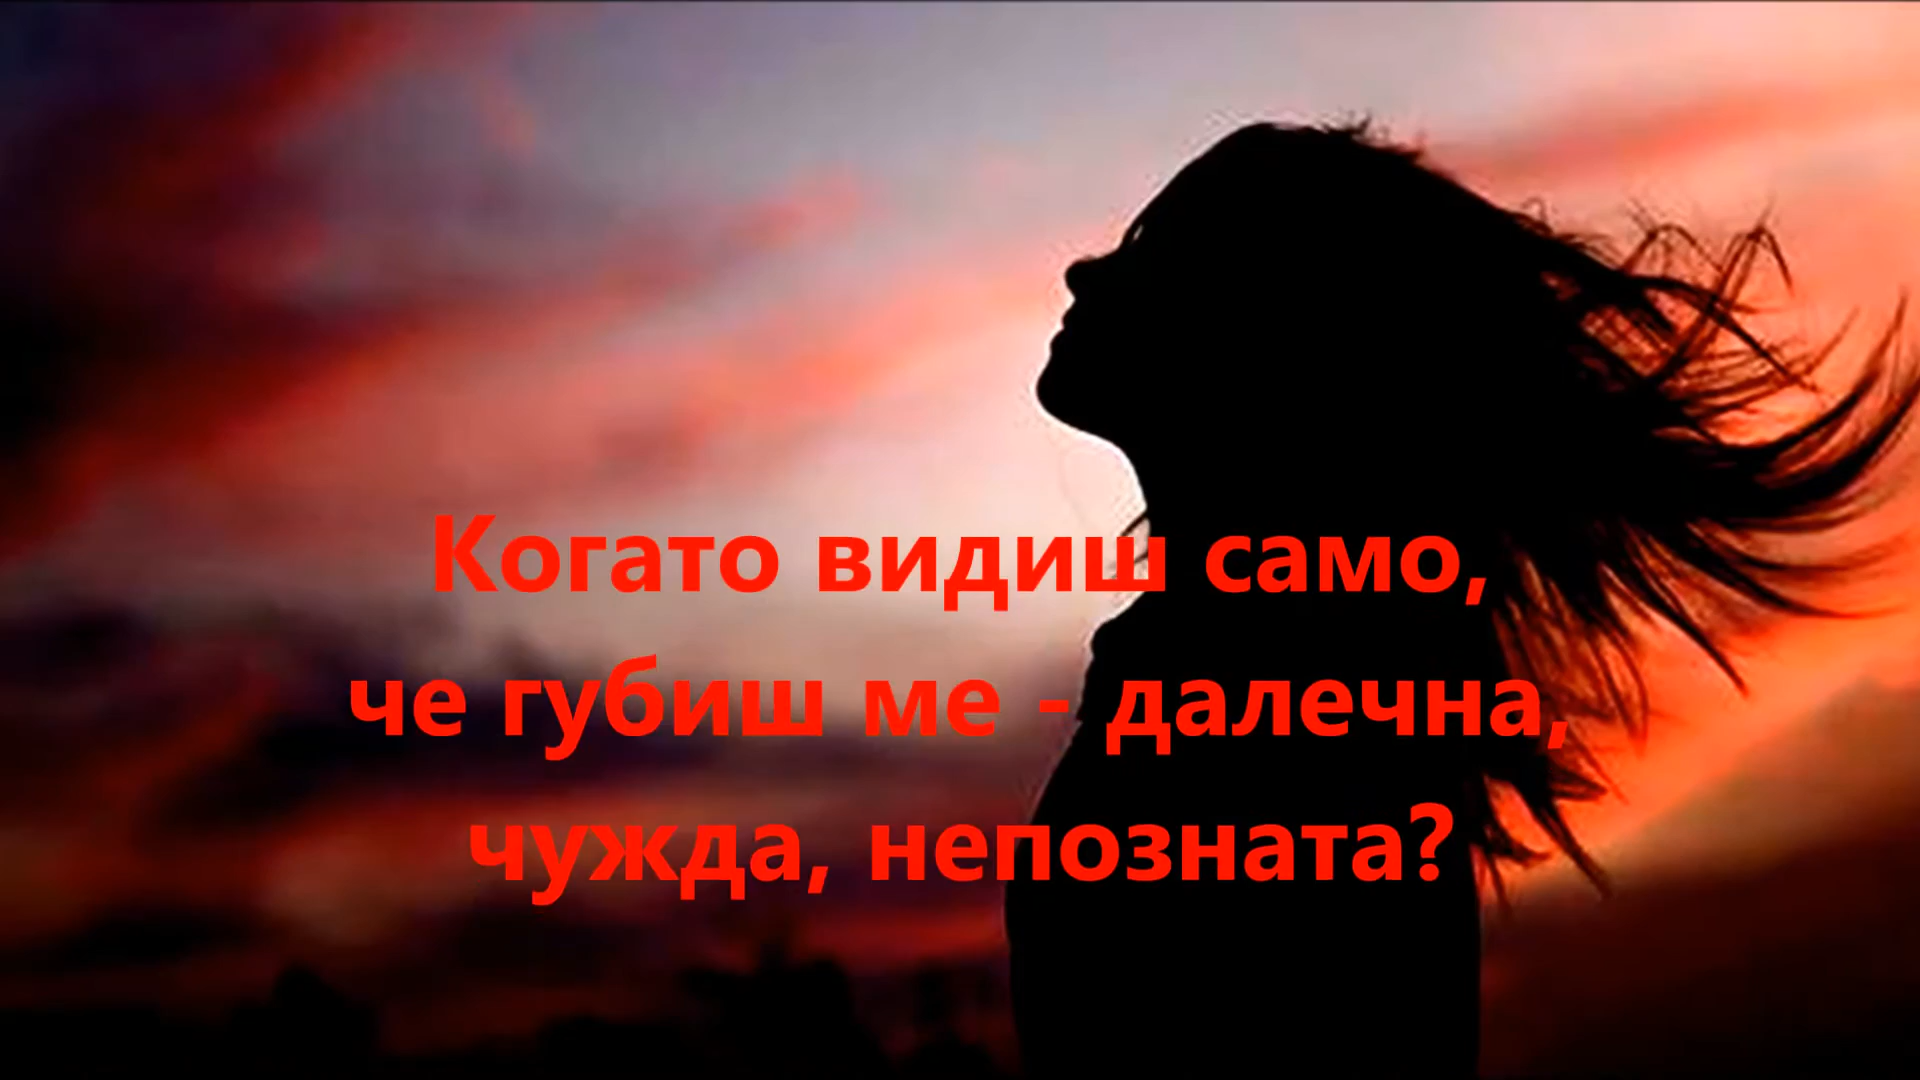 Когато видиш само,
че губиш ме - далечна,
чужда, непозната?